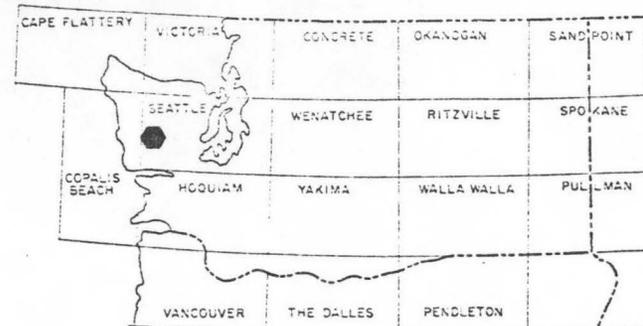 CAPE FLATTERY
VICTORIA
CONCRETE
OKANOGAN
SANDPOINT
SEATTLE
WENATCHEE
RITZVILLE
SPOKANE
COPALIS
BEACH
HOQUIAM
YAKIMA
WALLA WALLA
PULLMAN
VANCOUVER
THE DALLES
PENDLETON